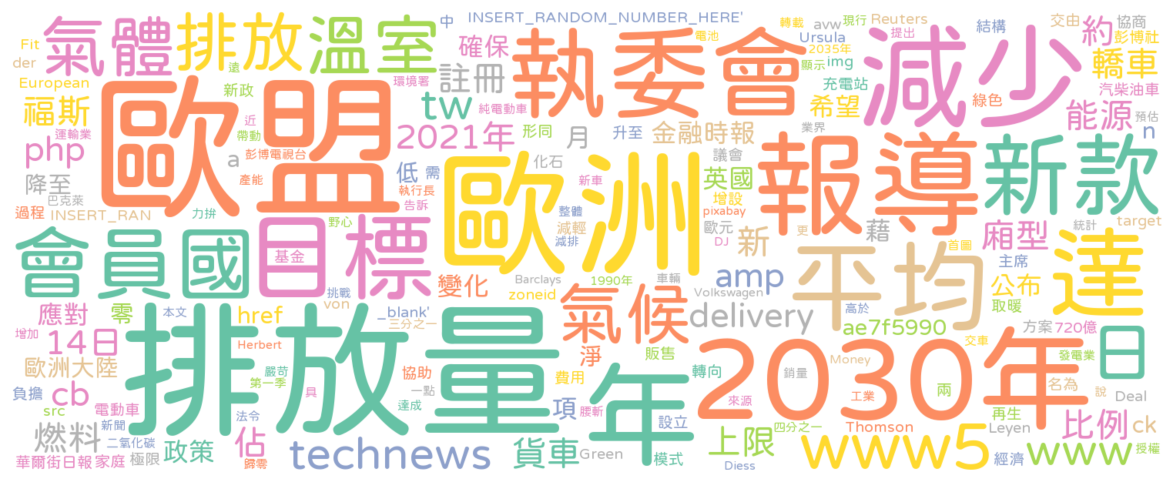 中 INSERT_RANDOM_NUMBER_HERE'
氣體 排放 溫室
確保 執委會
電池 轉載 avw Ursula
現行 Reuters 提出
結構 交由 協商 彭博社
Fit der European
遠 新政 環境署
註冊 tw
減少
2035年 顯示 img
充電站 希望
綠色 約 轎車 汽柴油車
能源 預估 n
福斯 運輸業
php
近 帶動 彭博電視台
a 產能
歐盟
2021年 形同 月 升至 金融時報 業界
化石 議會 英國
低 需
執行長 告訴
新車
歐洲
報導
新款
降至 巴克萊
過程 INSERT_RAN 力拚
增設 pixabay
整體 減輕 減排
歐元 DJ
新 藉
更 首圖
廂型 統計 target
會員國
目標
野心 基金
平均
達
主席
公布 取暖
變化 zoneid
Barclays 1990年 車輛
Volkswagen
amp
挑戰 von
_blank'
三分之一
氣候
delivery
ae7f5990
高於
方案 720億
應對 零 本文 href
增加 14日
Herbert
排放量
年
2030年
日
淨 販售
交車 發電業
歐洲大陸
嚴苛 第一季
協助 一點 費用
轉向 Money 銷量
工業 兩 名為 說
負擔 cb
具 來源
Deal
src 電動車 新聞
法令
達成 項 腰斬 設立
上限 四分之一
Thomson 再生 Leyen
比例 ck
燃料 二氧化碳
政策 佔 歸零
technews
貨車 Green 模式
Diess
www5
經濟 www 授權
華爾街日報 家庭 極限
純電動車